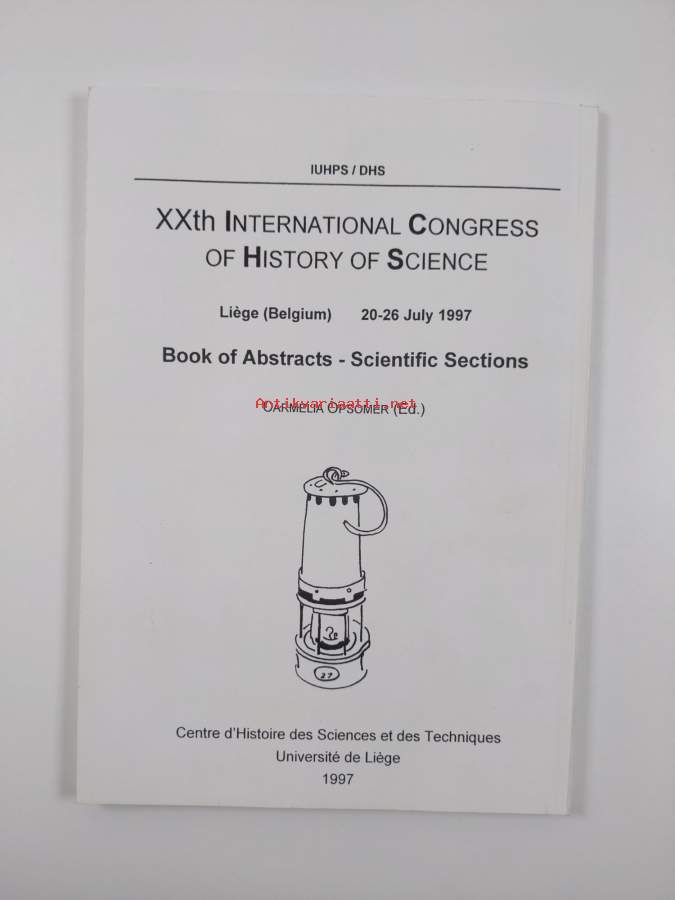 IUHPS / DHS
XXth INTERNATIONAL CONGRESS
OF HISTORY OF SCIENCE
Liège (Belgium) 20-26 July 1997
Book of Abstracts - Scientific Sections
Antikvariaatti.net
CARMÉLIA OPSOMER (Ed.)
27
Centre d'Histoire des Sciences et des Techniques
Université de Liège
1997